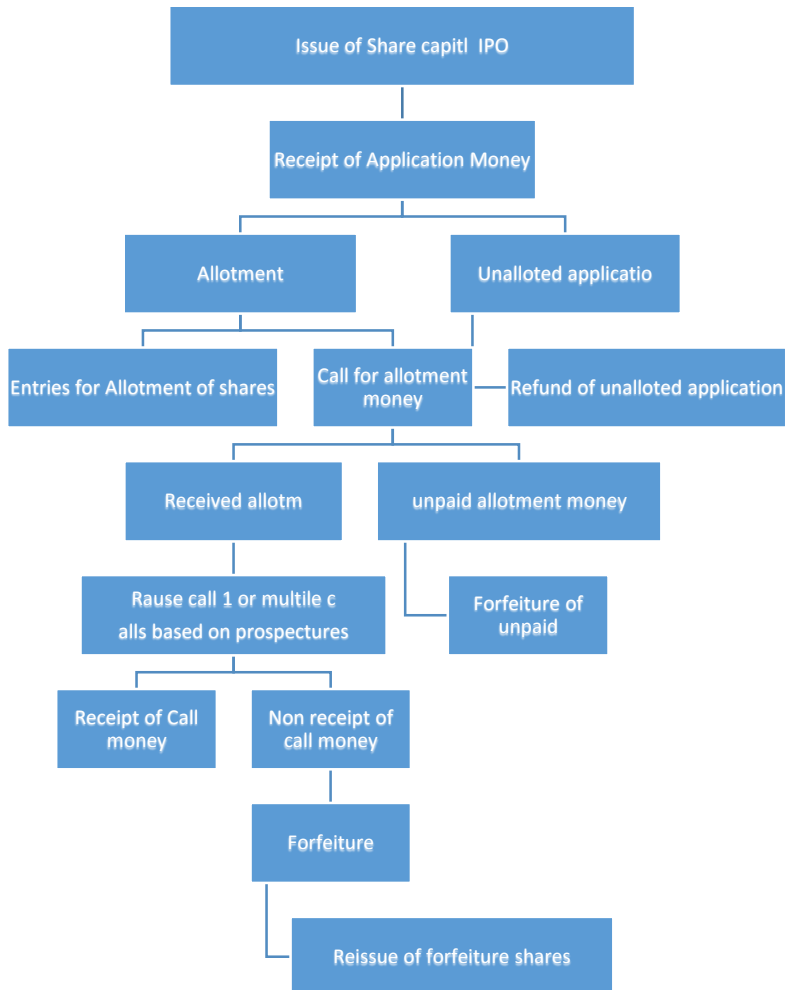 Issue of Share capitl IPO
Receipt of Application Money
Allotment
Unalloted applicatio
Entries for Allotment of shares
Call for allotment
money
Refund of unalloted application
Received allotm
unpaid allotment money
Rause call 1 or multile c
alls based on prospectures
Forfeiture of
unpaid
Receipt of Call
money
Non receipt of
call money
Forfeiture
Reissue of forfeiture shares